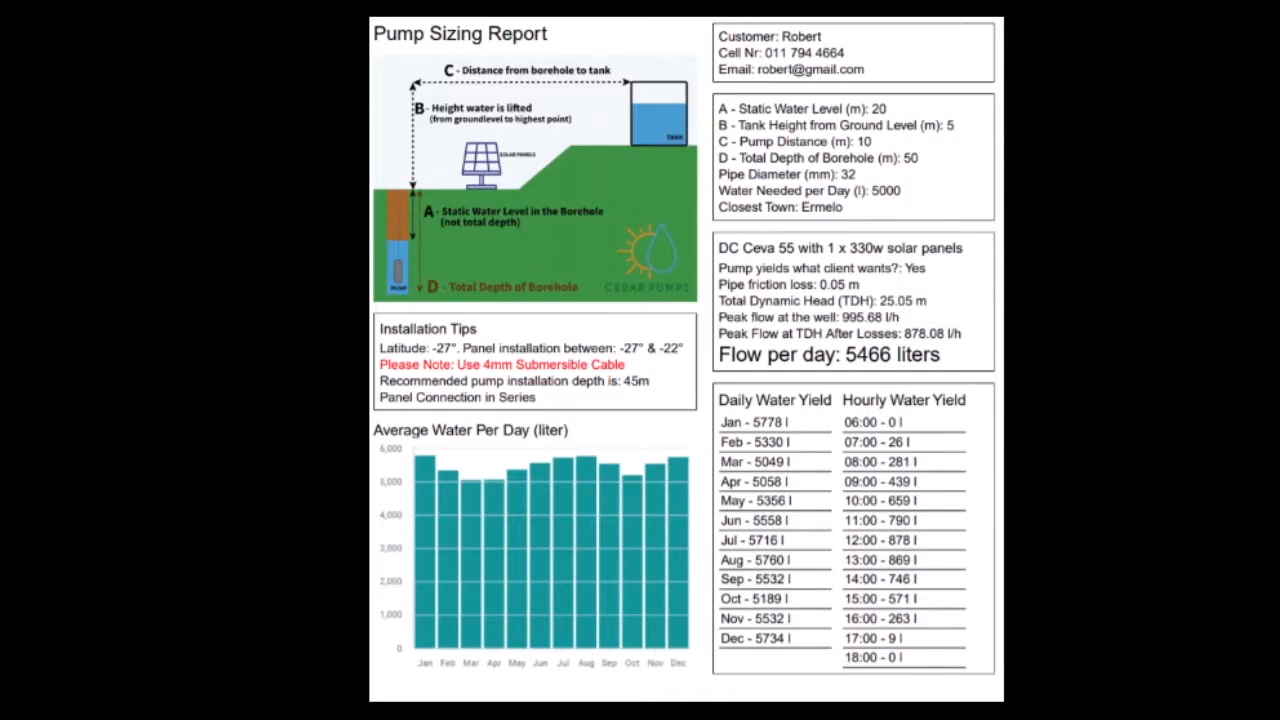 Pump Sizing Report
C - Distance from borehole to tank
B - Height water is lifted
(from groundlevel to highest point)
TANK
SOLAR PANELS
A - Static Water Level in the Borehole
(not total depth)
PUMP
D - Total Depth of Borehole
CEDAR PUMPS
Installation Tips
Latitude: -27°. Panel installation between: -27° & -22°
Please Note: Use 4mm Submersible Cable
Recommended pump installation depth is: 45m
Panel Connection in Series
Average Water Per Day (liter)
6,000
5,000
4,000
3,000
2,000
1,000
0
Jan Feb Mar Apr May Jun Jul Aug Sep Oct Nov Dec
Customer: Robert
Cell Nr: 011 794 4664
Email: robert@gmail.com
A - Static Water Level (m): 20
B - Tank Height from Ground Level (m): 5
C - Pump Distance (m): 10
D - Total Depth of Borehole (m): 50
Pipe Diameter (mm): 32
Water Needed per Day (l): 5000
Closest Town: Ermelo
DC Ceva 55 with 1 x 330w solar panels
Pump yields what client wants?: Yes
Pipe friction loss: 0.05 m
Total Dynamic Head (TDH): 25.05 m
Peak flow at the well: 995.68 l/h
Peak Flow at TDH After Losses: 878.08 l/h
Flow per day: 5466 liters
Daily Water Yield Hourly Water Yield
Jan - 5778 l 06:00 - 0 l
Feb - 5330 l 07:00 - 26 l
Mar - 5049 l 08:00 - 281 l
Apr - 5058 l 09:00 - 439 l
May - 5356 l 10:00 - 659 l
Jun - 5558 l 11:00 - 790 l
Jul - 5716 l 12:00 - 878 l
Aug - 5760 l 13:00 - 869 l
Sep - 5532 l 14:00 - 746 l
Oct - 5189 l 15:00 - 571 l
Nov - 5532 l 16:00 - 263 l
Dec - 5734 l 17:00 - 9 l
18:00 - 0 l